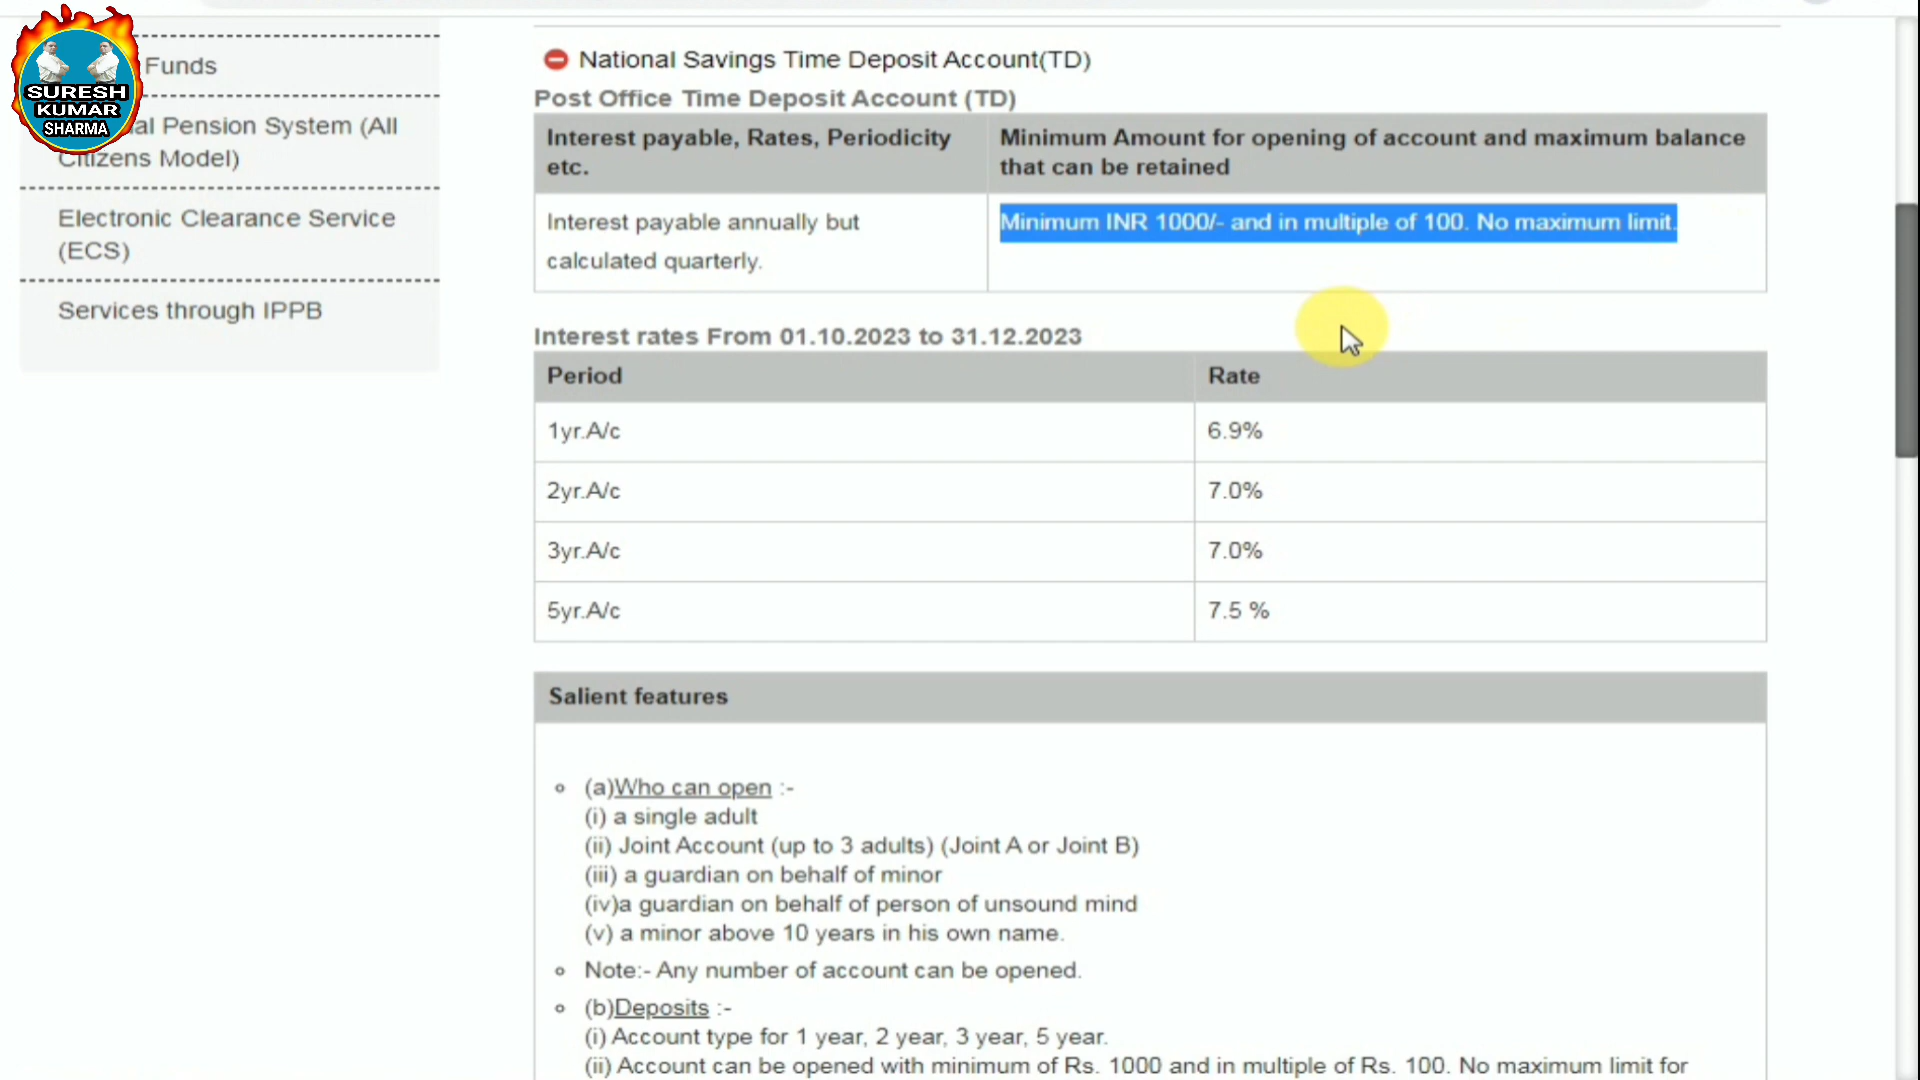 SURESH
KUMAR
SHARMA
Funds
al Pension System (All
Citizens Model)
Electronic Clearance Service
(ECS)
Services through IPPB
National Savings Time Deposit Account(TD)
Post Office Time Deposit Account (TD)
Interest payable, Rates, Periodicity
etc.
Minimum Amount for opening of account and maximum balance
that can be retained
Interest payable annually but
calculated quarterly.
Minimum INR 1000/- and in multiple of 100. No maximum limit.
Interest rates From 01.10.2023 to 31.12.2023
Period Rate
1yr.A/c 6.9%
2yr.A/c 7.0%
3yr.A/c 7.0%
5yr.A/c 7.5 %
Salient features
(a)Who can open :-
(i) a single adult
(ii) Joint Account (up to 3 adults) (Joint A or Joint B)
(iii) a guardian on behalf of minor
(iv)a guardian on behalf of person of unsound mind
(v) a minor above 10 years in his own name.
Note:- Any number of account can be opened.
(b)Deposits :-
(i) Account type for 1 year, 2 year, 3 year, 5 year.
(ii) Account can be opened with minimum of Rs. 1000 and in multiple of Rs. 100. No maximum limit for